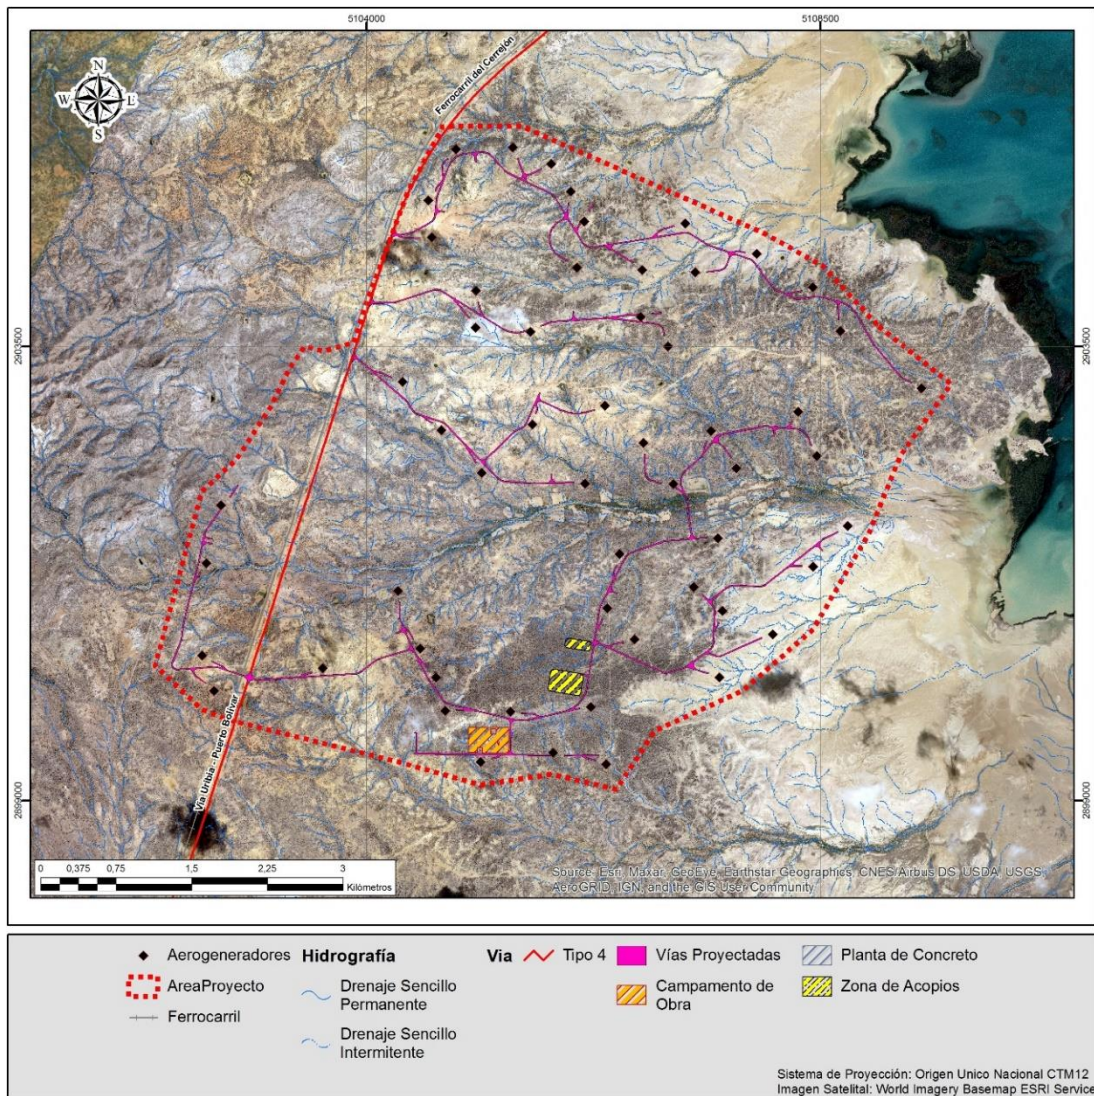 5104000
5108500
N
W
E
S
Ferrocarril del Cerrejón
2903500
2903500
Vía Uribia - Puerto Bolívar
2899000
2899000
0 0,375 0,75 1,5 2,25 3
Kilómetros
Source: Esri, Maxar, GeoEye, Earthstar Geographics, CNES/Airbus DS, USDA, USGS,
AeroGRID, IGN, and the GIS User Community
Aerogeneradores
AreaProyecto
Ferrocarril
Hidrografía
Drenaje Sencillo
Permanente
Drenaje Sencillo
Intermitente
Via
Tipo 4
Vías Proyectadas
Campamento de
Obra
Planta de Concreto
Zona de Acopios
Sistema de Proyección: Origen Unico Nacional CTM12
Imagen Satelital: World Imagery Basemap ESRI Service